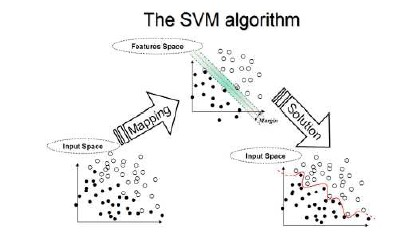 The SVM algorithm
Features Space
Margin
Mapping
Solution
Input Space
Input Space